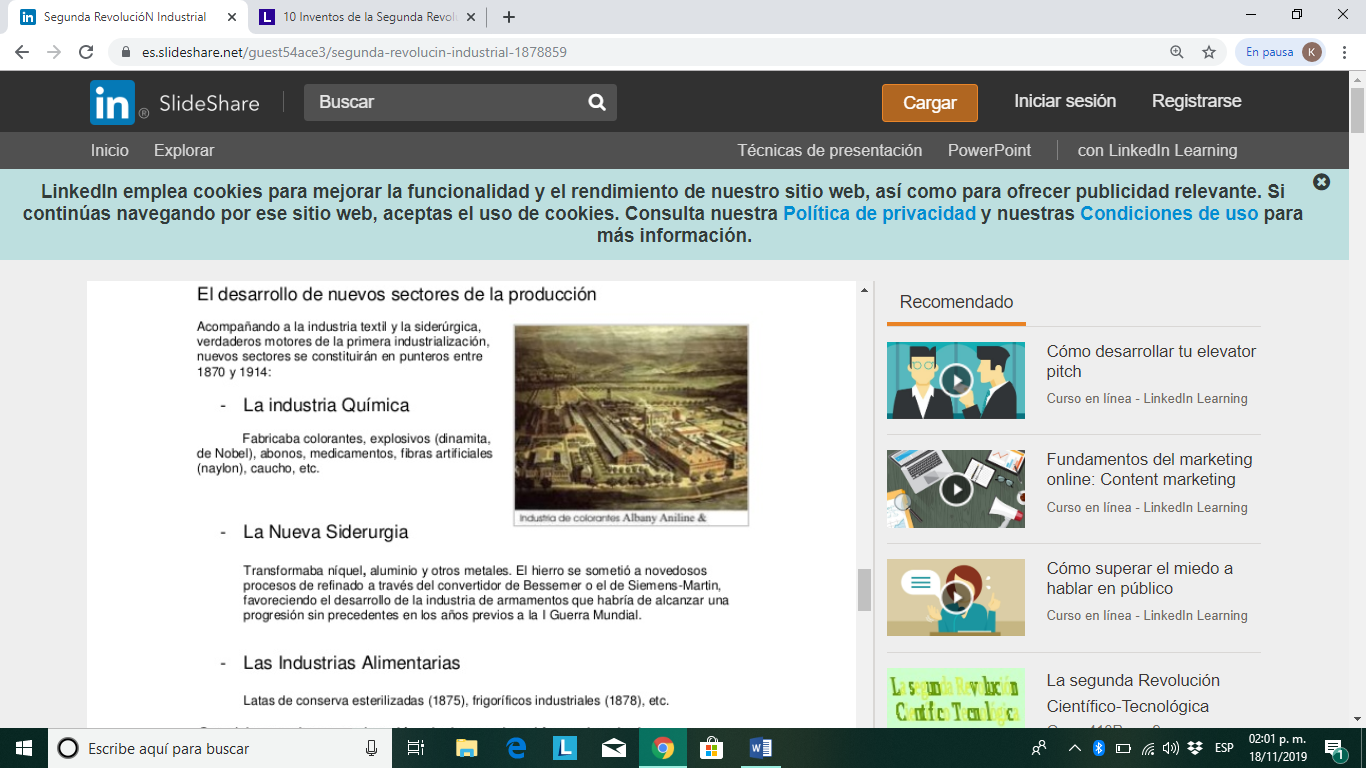 Segunda RevolucióN Industrial
10 Inventos de la Segunda Revol
es.slideshare.net/guest54ace3/segunda-revolucin-industrial-1878859
En pausa
K
in
® SlideShare
Buscar
Cargar
Iniciar sesión
Registrarse
Inicio
Explorar
Técnicas de presentación
PowerPoint
con LinkedIn Learning
LinkedIn emplea cookies para mejorar la funcionalidad y el rendimiento de nuestro sitio web, así como para ofrecer publicidad relevante. Si
continúas navegando por ese sitio web, aceptas el uso de cookies. Consulta nuestra Política de privacidad y nuestras Condiciones de uso para
más información.
El desarrollo de nuevos sectores de la producción
Acompañando a la industria textil y la siderúrgica,
verdaderos motores de la primera industrialización,
nuevos sectores se constituirán en punteros entre
1870 y 1914:
- La industria Química
Fabricaba colorantes, explosivos (dinamita,
de Nobel), abonos, medicamentos, fibras artificiales
(naylon), caucho, etc.
Industria de colorantes Albany Aniline &
- La Nueva Siderurgia
Transformaba níquel, aluminio y otros metales. El hierro se sometió a novedosos
procesos de refinado a través del convertidor de Bessemer o el de Siemens-Martin,
favoreciendo el desarrollo de la industria de armamentos que habría de alcanzar una
progresión sin precedentes en los años previos a la I Guerra Mundial.
- Las Industrias Alimentarias
Latas de conserva esterilizadas (1875), frigoríficos industriales (1878), etc.
Recomendado
Cómo desarrollar tu elevator
pitch
Curso en línea - LinkedIn Learning
Fundamentos del marketing
online: Content marketing
Curso en línea - LinkedIn Learning
Cómo superar el miedo a
hablar en público
Curso en línea - LinkedIn Learning
La segunda Revolución
Científico Tecnológica
La segunda Revolución
Científico-Tecnológica
Escribe aquí para buscar
ESP
02:01 p. m.
18/11/2019
1